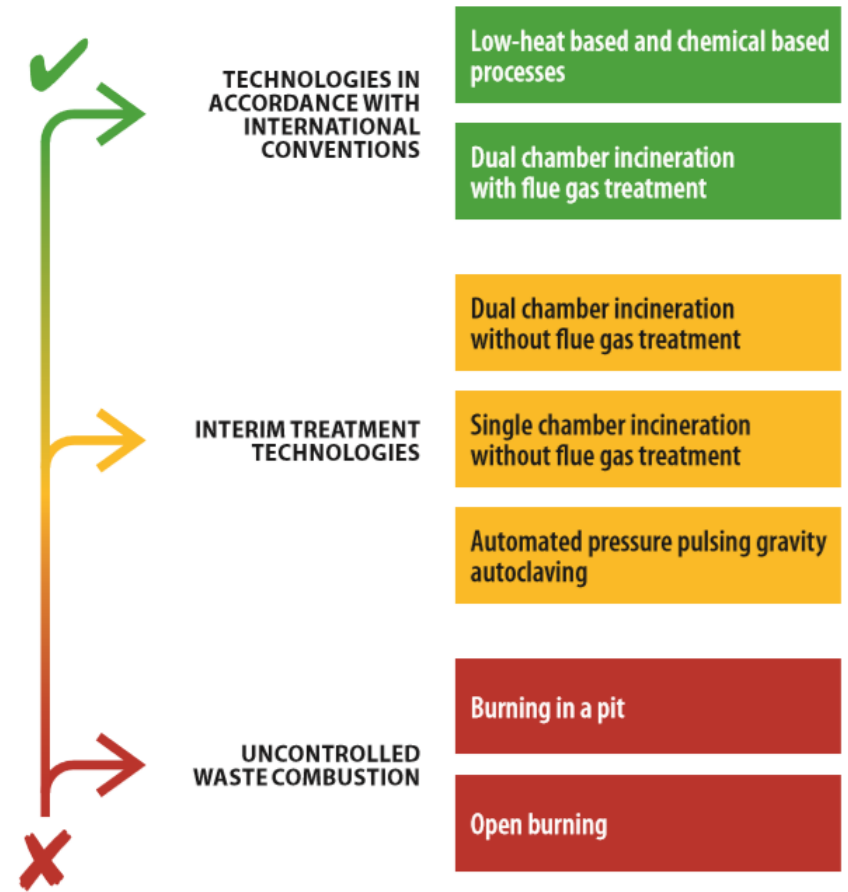 TECHNOLOGIES IN
ACCORDANCE WITH
INTERNATIONAL
CONVENTIONS
Low-heat based and chemical based
processes
Dual chamber incineration
with flue gas treatment
INTERIM TREATMENT
TECHNOLOGIES
Dual chamber incineration
without flue gas treatment
Single chamber incineration
without flue gas treatment
Automated pressure pulsing gravity
autoclaving
UNCONTROLLED
WASTE COMBUSTION
Burning in a pit
Open burning